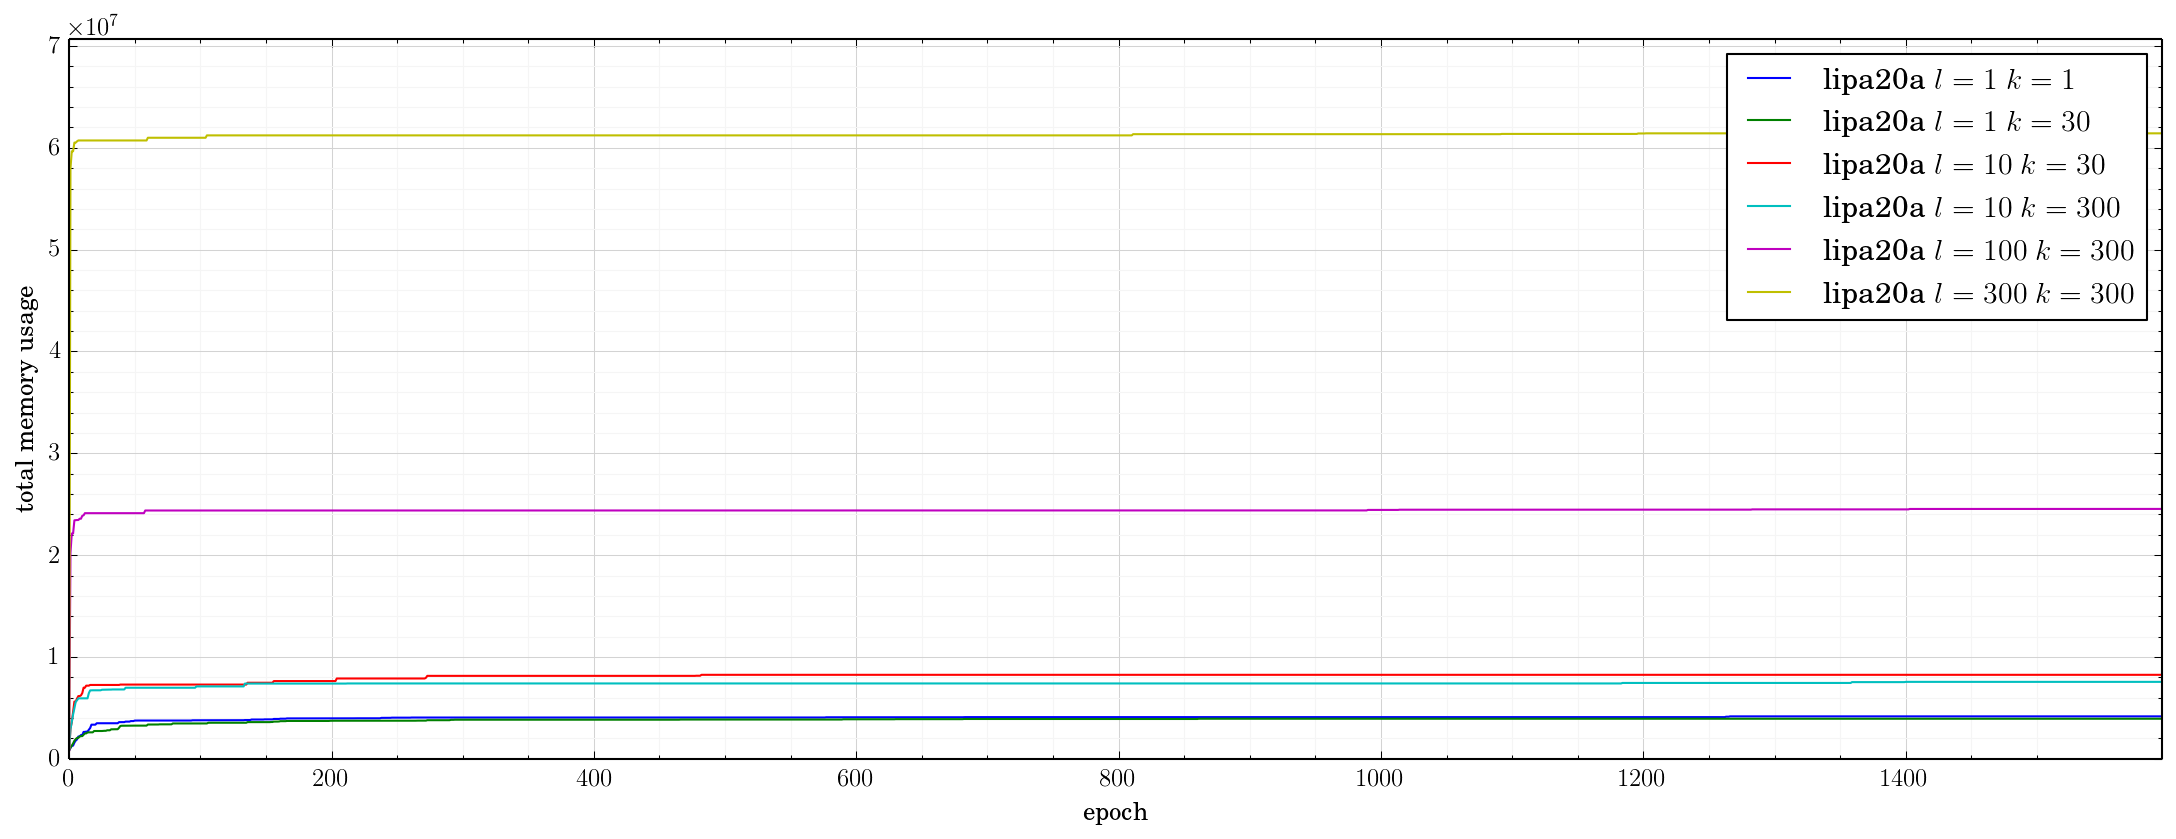 ×10⁷
7
6
5
4
3
2
1
0
total memory usage
lipa20a l = 1 k = 1
lipa20a l = 1 k = 30
lipa20a l = 10 k = 30
lipa20a l = 10 k = 300
lipa20a l = 100 k = 300
lipa20a l = 300 k = 300
0 200 400 600 800 1000 1200 1400
epoch